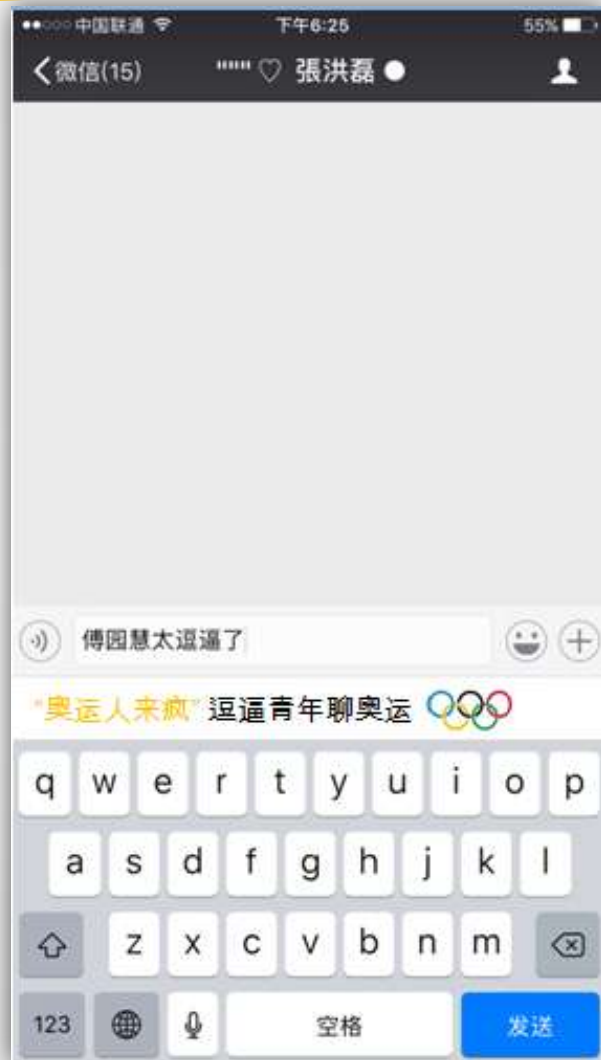 中国联通 下午6:25 55%
微信(15) """ ♡ 張洪磊 ●
傅园慧太逗逼了
"奥运人来疯" 逗逼青年聊奥运
q w e r t y u i o p
a s d f g h j k l
z x c v b n m
123 空格 发送